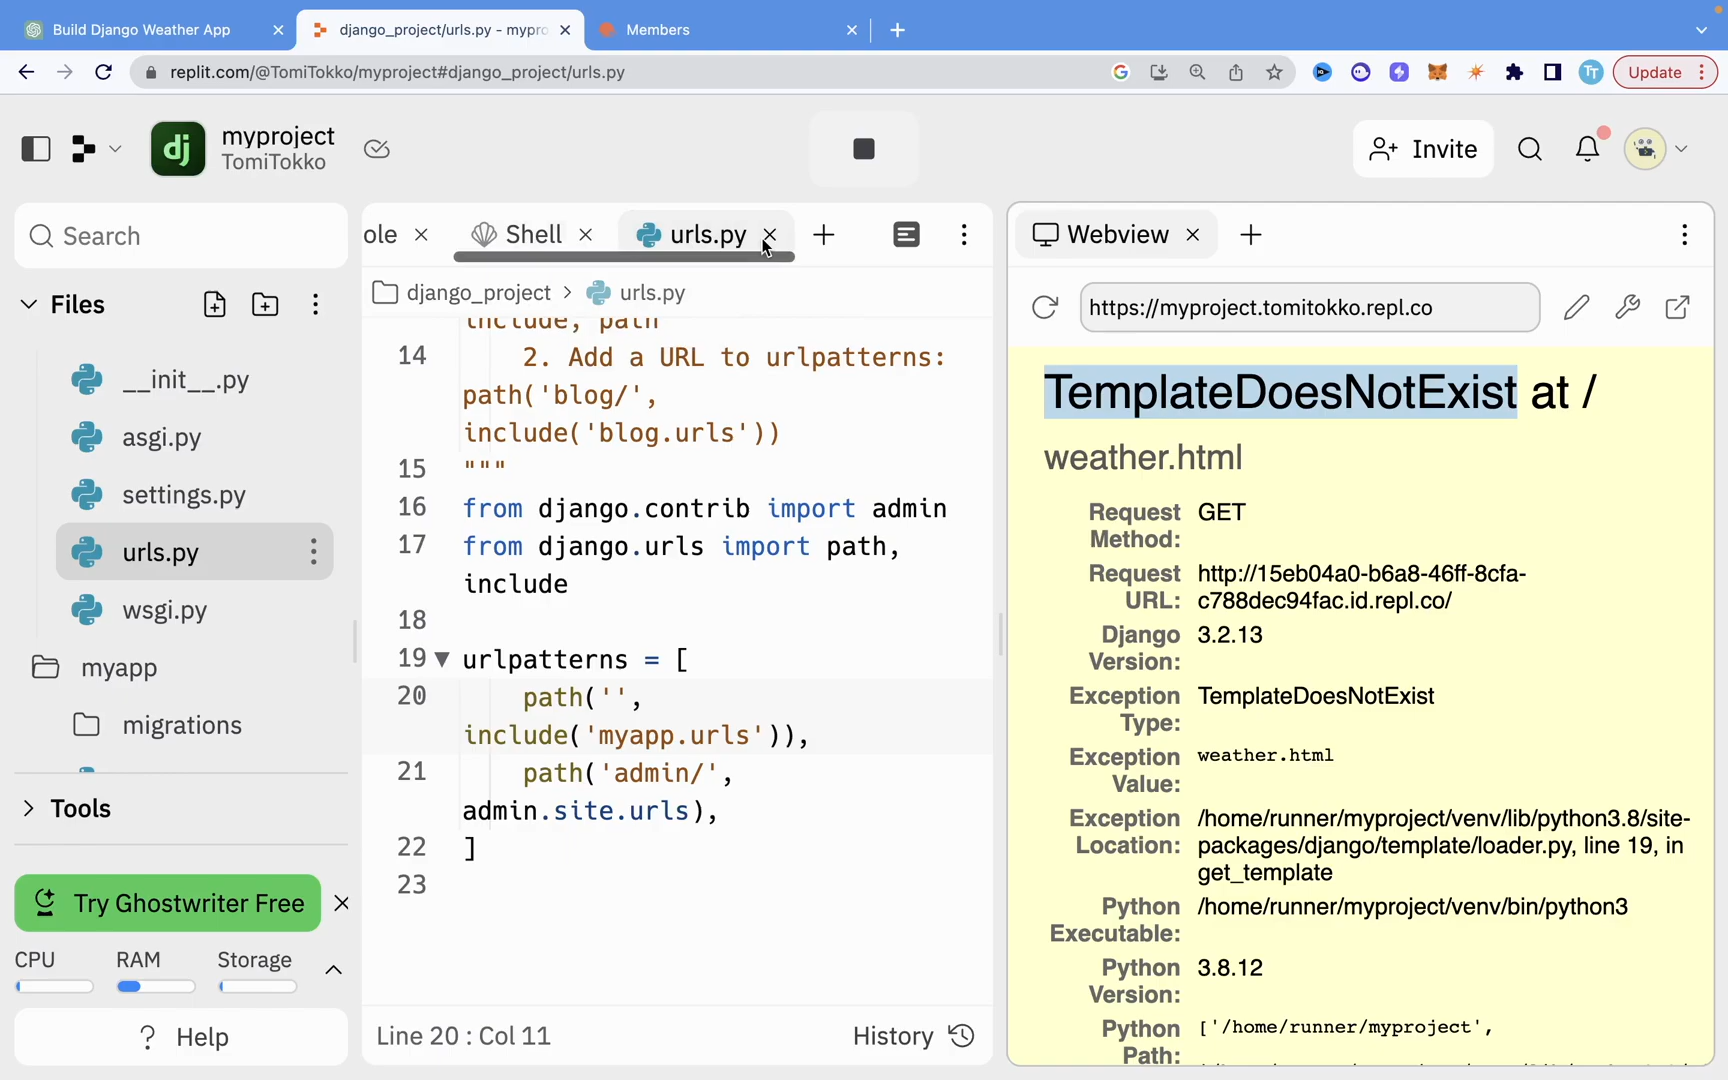 Build Django Weather App
django_project/urls.py - mypro
Members
replit.com/@TomiTokko/myproject#django_project/urls.py
TT
Update
dj
myproject
TomiTokko
Invite
Search
Files
__init__.py
asgi.py
settings.py
urls.py
wsgi.py
myapp
migrations
Tools
Try Ghostwriter Free
CPU
RAM
Storage
? Help
ole
Shell
urls.py
django_project > urls.py
include, path
14 2. Add a URL to urlpatterns:
path('blog/',
include('blog.urls'))
15 """
16 from django.contrib import admin
17 from django.urls import path,
include
18
19 urlpatterns = [
20 path('',
include('myapp.urls')),
21 path('admin/',
admin.site.urls),
22 ]
23
Line 20 : Col 11
History
Webview
https://myproject.tomitokko.repl.co
TemplateDoesNotExist at /
weather.html
Request Method: GET
Request URL: http://15eb04a0-b6a8-46ff-8cfa-
c788dec94fac.id.repl.co/
Django Version: 3.2.13
Exception Type: TemplateDoesNotExist
Exception Value: weather.html
Exception Location: /home/runner/myproject/venv/lib/python3.8/site-
packages/django/template/loader.py, line 19, in
get_template
Python Executable: /home/runner/myproject/venv/bin/python3
Python Version: 3.8.12
Python Path: ['/home/runner/myproject',